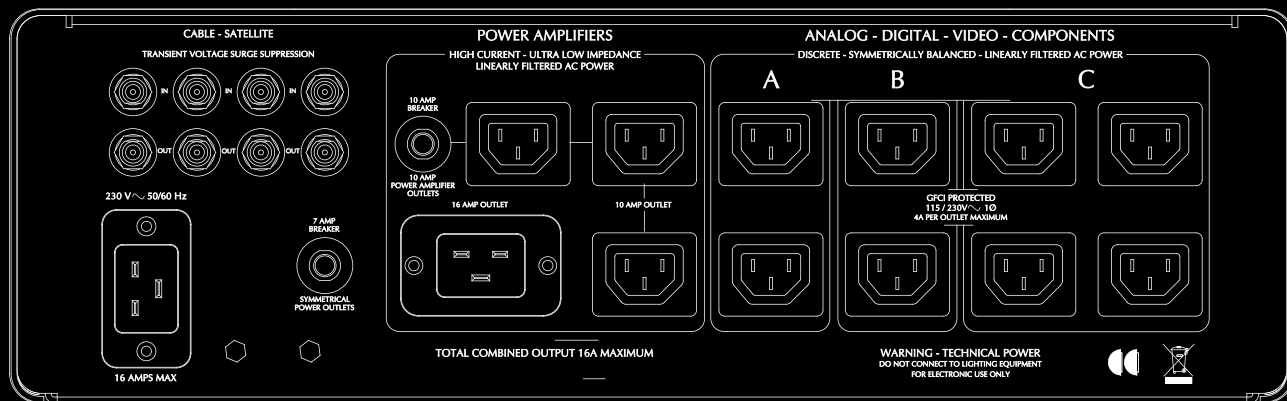 CABLE - SATELLITE
TRANSIENT VOLTAGE SURGE SUPPRESSION
IN
IN
IN
OUT
OUT
OUT
230 V∼ 50/60 Hz
16 AMPS MAX
7 AMP
BREAKER
SYMMETRICAL
POWER OUTLETS
POWER AMPLIFIERS
HIGH CURRENT - ULTRA LOW IMPEDANCE
LINEARLY FILTERED AC POWER
10 AMP
BREAKER
10 AMP
POWER AMPLIFIER
OUTLETS
16 AMP OUTLET
10 AMP OUTLET
TOTAL COMBINED OUTPUT 16A MAXIMUM
ANALOG - DIGITAL - VIDEO - COMPONENTS
DISCRETE - SYMMETRICALLY BALANCED - LINEARLY FILTERED AC POWER
A
B
C
GFCI PROTECTED
115 / 230V∼ 1Ø
4A PER OUTLET MAXIMUM
WARNING - TECHNICAL POWER
DO NOT CONNECT TO LIGHTING EQUIPMENT
FOR ELECTRONIC USE ONLY